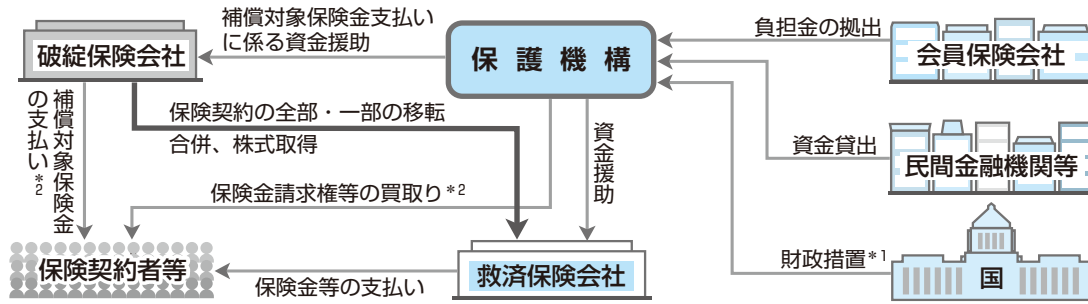 補償対象保険金支払い
に係る資金援助
負担金の拠出
破綻保険会社
保護機構
会員保険会社
補償対象保険金
の支払い*2
保険契約の全部・一部の移転
合併、株式取得
資金援助
資金貸出
民間金融機関等
保険金請求権等の買取り*2
財政措置*1
国
保険契約者等
救済保険会社
保険金等の支払い